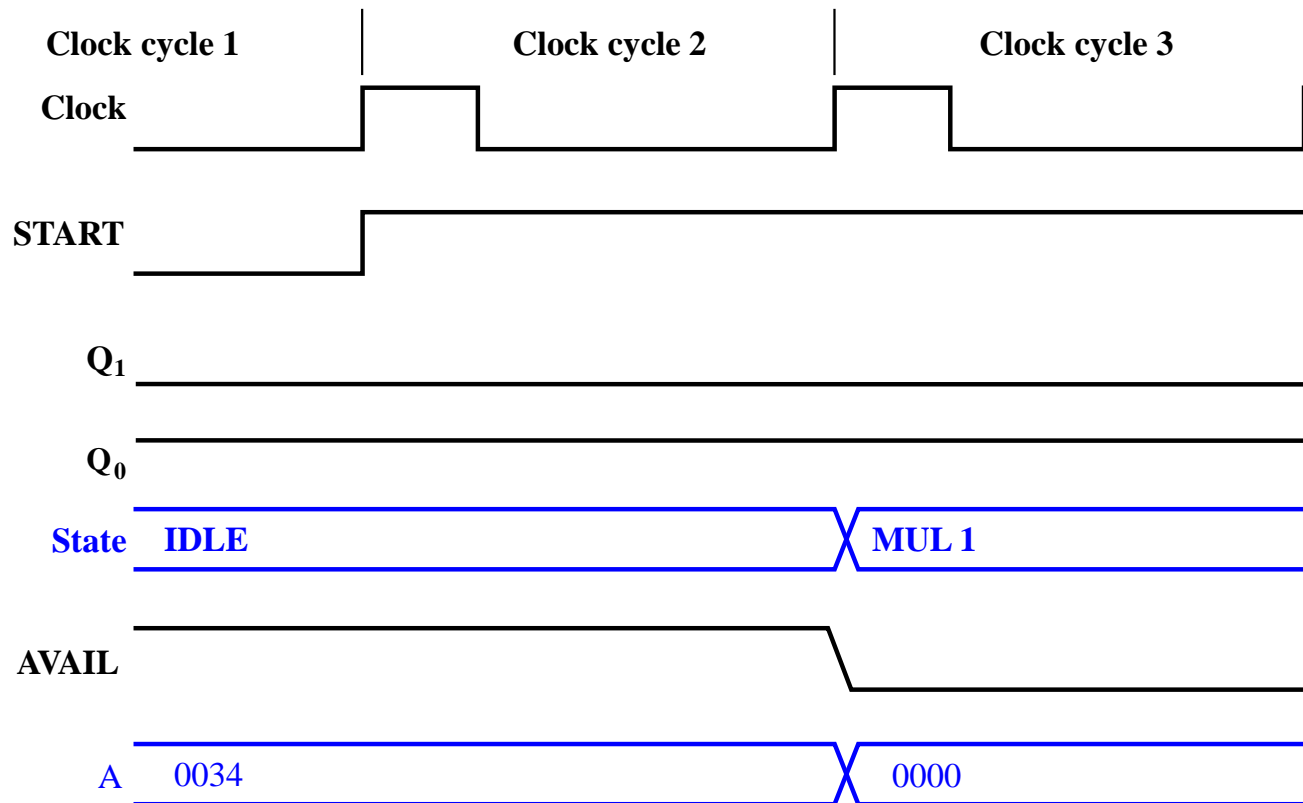 Clock cycle 1 Clock cycle 2 Clock cycle 3
Clock
START
Q1
Q0
State IDLE MUL 1
AVAIL
A 0034 0000